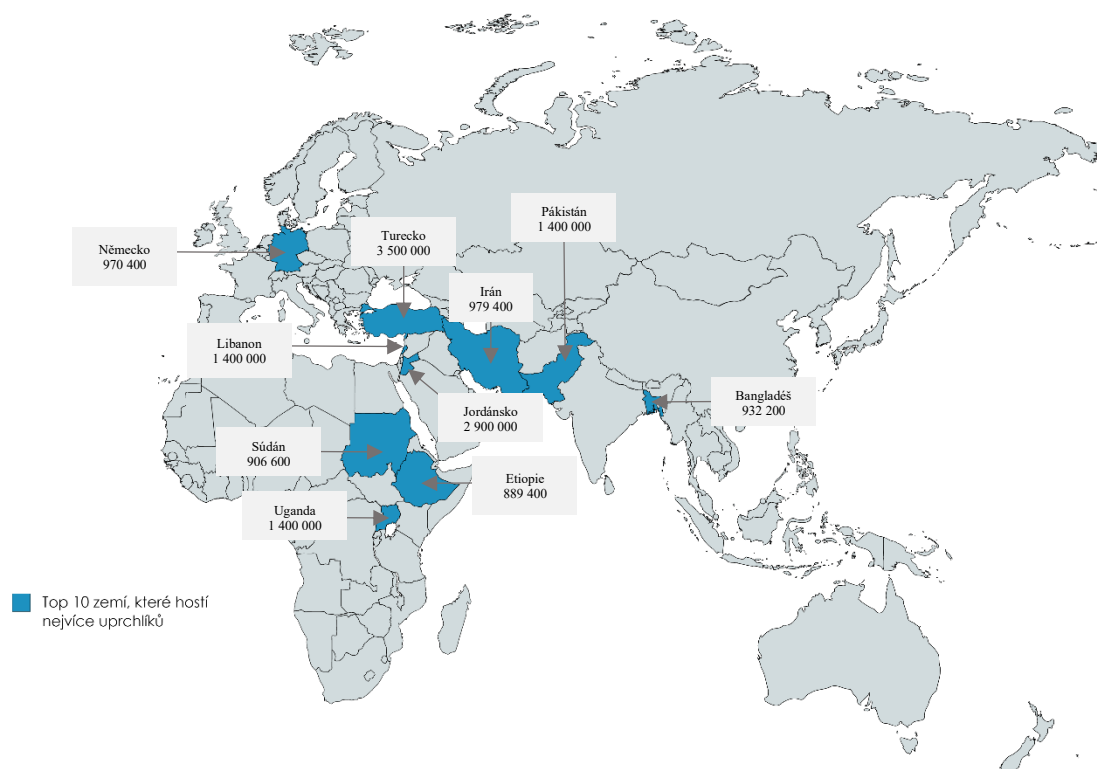 Pákistán
1 400 000
Turecko
3 500 000
Německo
970 400
Irán
979 400
Libanon
1 400 000
Jordánsko
2 900 000
Bangladéš
932 200
Súdán
906 600
Etiopie
889 400
Uganda
1 400 000
Top 10 zemí, které hostí
nejvíce uprchlíků